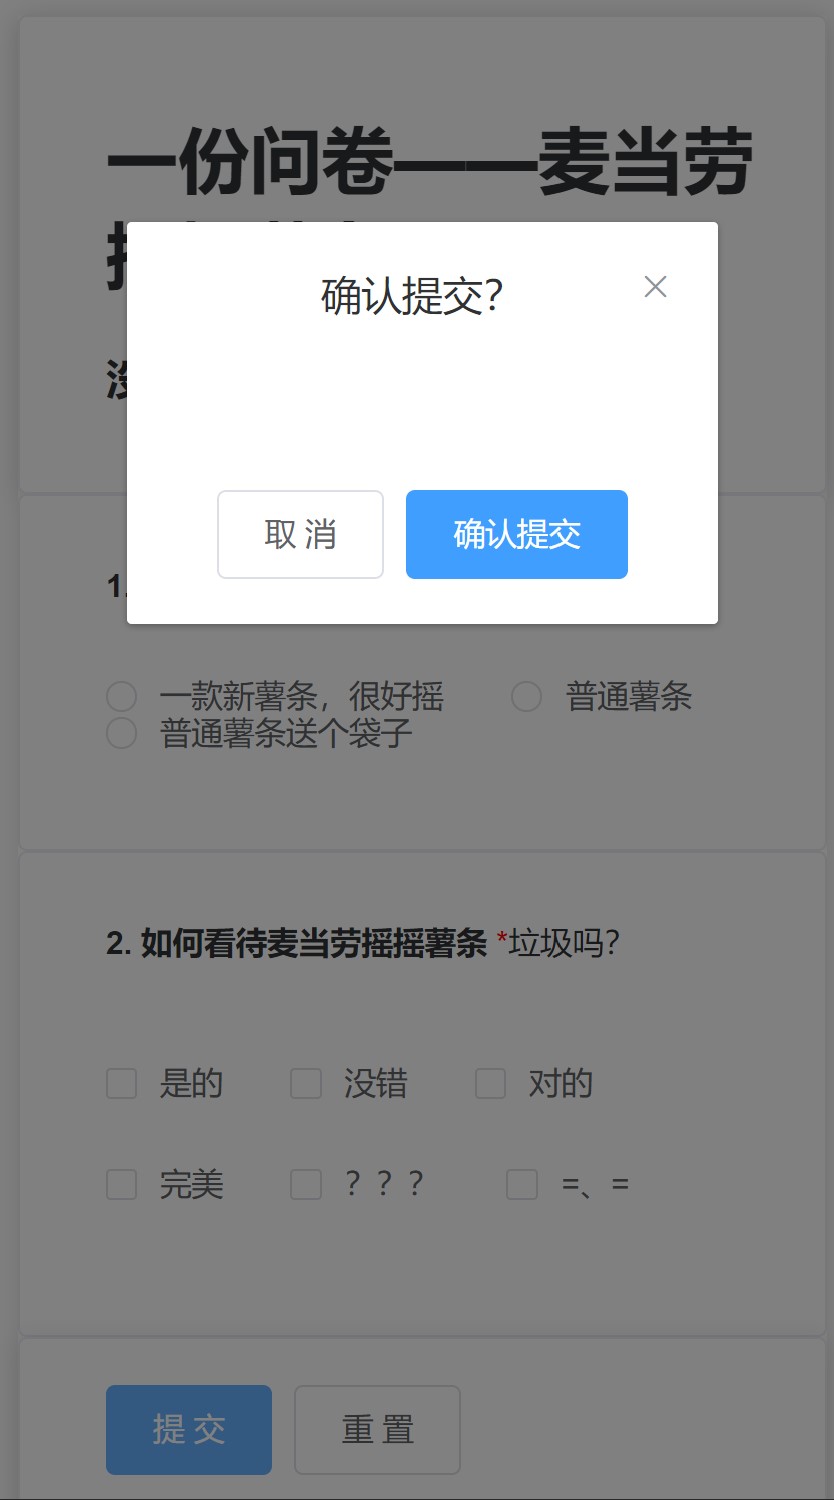 一份问卷——麦当劳
确认提交?
取 消 确认提交
1.
一款新薯条，很好摇 普通薯条
普通薯条送个袋子
2. 如何看待麦当劳摇摇薯条 *垃圾吗?
是的 没错 对的
完美 ？？？ =、=
提 交 重 置